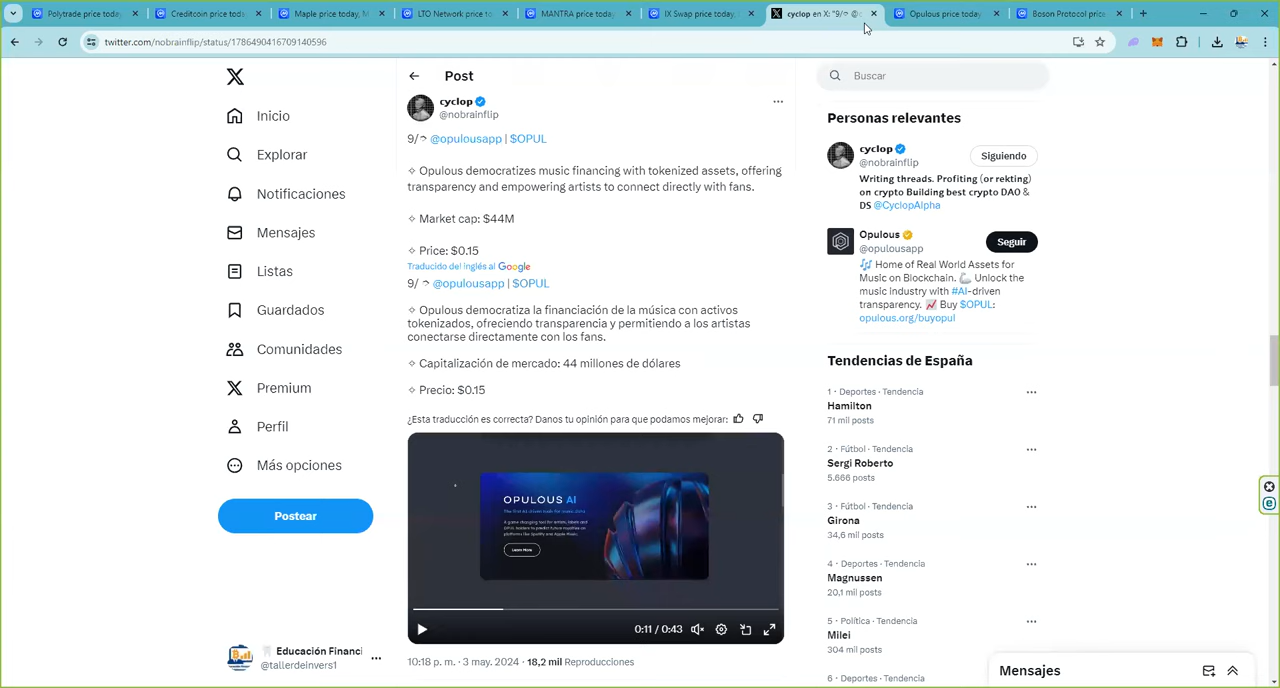 Polytrade price today
Creditcoin price tod
Maple price today, M
LTO Network price to
MANTRA price today,
IX Swap price today,
cyclop en X: "9/
Opulous price today
Boson Protocol price
twitter.com/nobrainflip/status/1786490416709140596
Inicio
Explorar
Notificaciones
Mensajes
Listas
Guardados
Comunidades
Premium
Perfil
Más opciones
Postear
Educación Financi
@tallerdeinvers1
Post
cyclop
@nobrainflip
9/ @opulousapp | $OPUL
✧ Opulous democratizes music financing with tokenized assets, offering
transparency and empowering artists to connect directly with fans.
✧ Market cap: $44M
✧ Price: $0.15
Traducido del inglés al Google
9/ @opulousapp | $OPUL
✧ Opulous democratiza la financiación de la música con activos
tokenizados, ofreciendo transparencia y permitiendo a los artistas
conectarse directamente con los fans.
✧ Capitalización de mercado: 44 millones de dólares
✧ Precio: $0.15
¿Esta traducción es correcta? Danos tu opinión para que podamos mejorar:
OPULOUS AI
Learn More
0:11 / 0:43
10:18 p. m. · 3 may. 2024 · 18,2 mil Reproducciones
Buscar
Personas relevantes
cyclop
@nobrainflip
Siguiendo
Writing threads. Profiting (or rekting)
on crypto Building best crypto DAO &
DS @CyclopAlpha
Opulous
@opulousapp
Seguir
🎶 Home of Real World Assets for
Music on Blockchain. 🦾 Unlock the
music industry with #AI-driven
transparency. 📈 Buy $OPUL:
opulous.org/buyopul
Tendencias de España
1 · Deportes · Tendencia
Hamilton
71 mil posts
2 · Fútbol · Tendencia
Sergi Roberto
5.666 posts
3 · Fútbol · Tendencia
Girona
34,6 mil posts
4 · Deportes · Tendencia
Magnussen
20,1 mil posts
5 · Política · Tendencia
Milei
304 mil posts
6 · Deportes · Tendencia
Mensajes